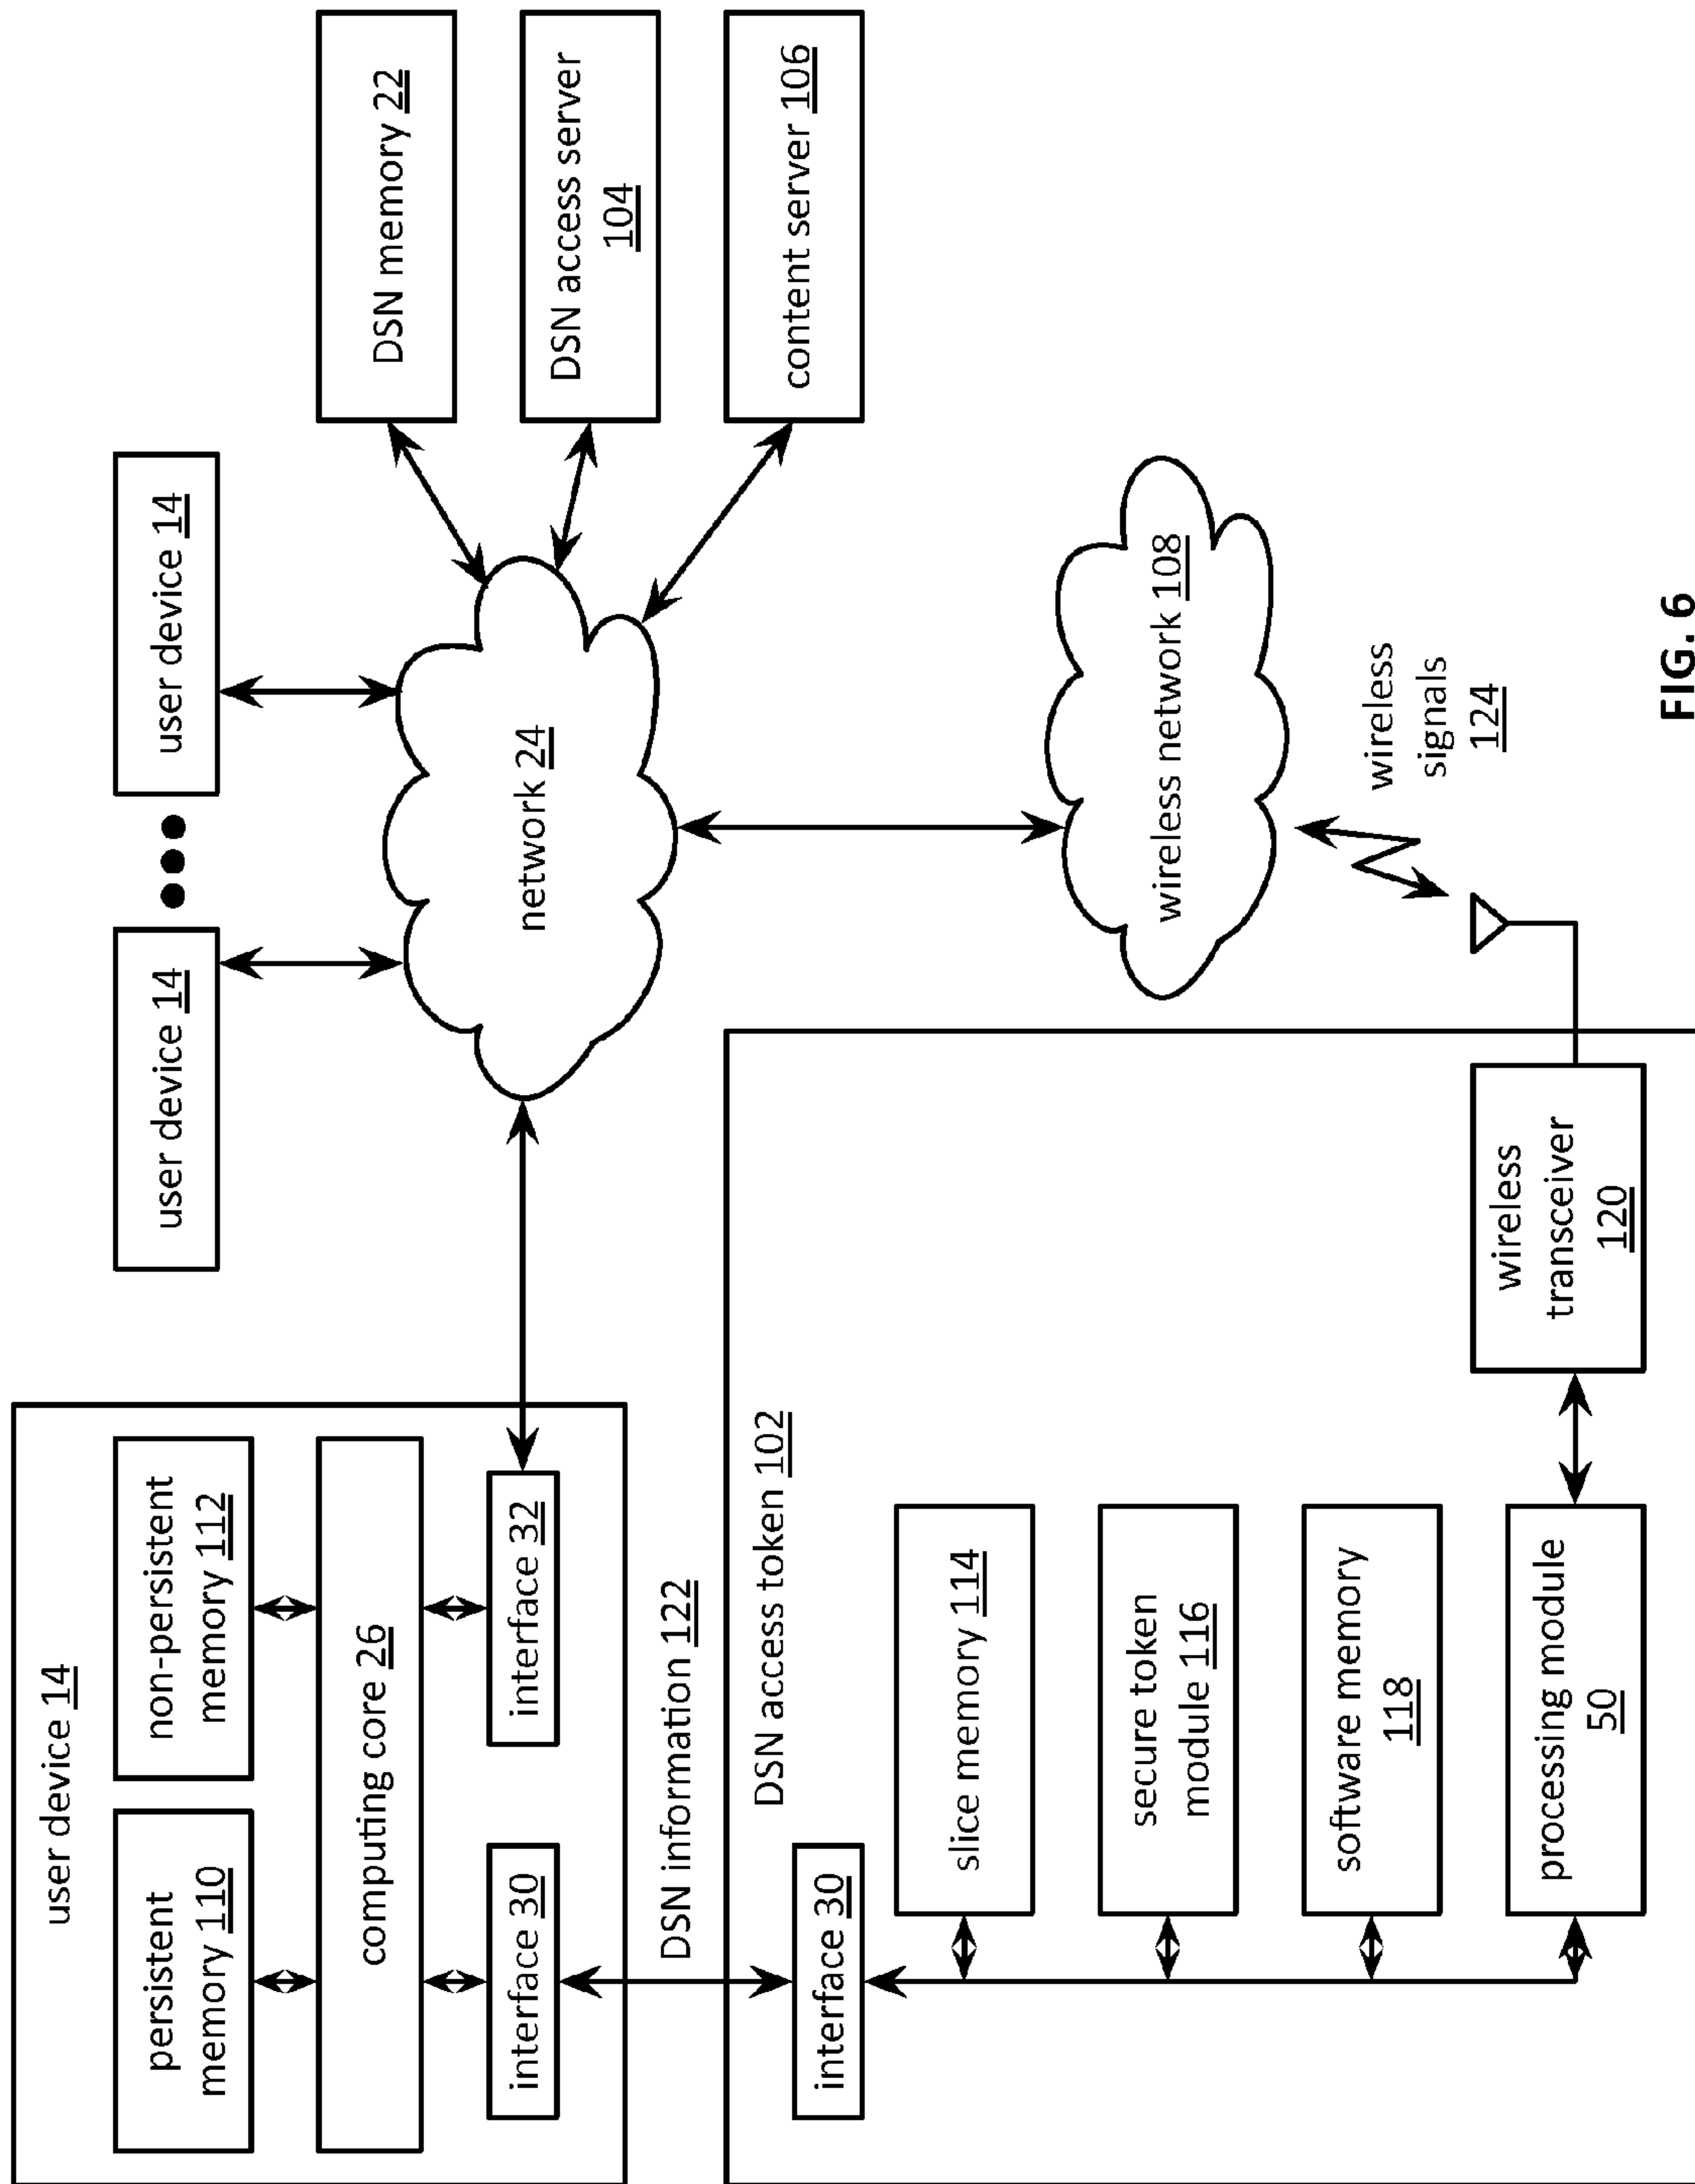 user device 14
persistent
memory 110
non-persistent
memory 112
computing core 26
interface 30
interface 32
user device 14
user device 14
network 24
DSN memory 22
DSN access server
104
content server 106
DSN information 122
DSN access token 102
interface 30
slice memory 114
secure token
module 116
software memory
118
processing module
50
wireless
transceiver
120
wireless network 108
wireless
signals
124
FIG. 6